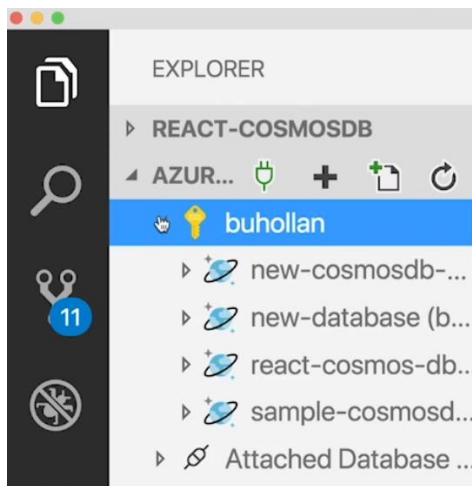 EXPLORER
REACT-COSMOSDB
AZUR...
buhollan
new-cosmosdb-...
new-database (b...
11
react-cosmos-db...
sample-cosmosd...
Attached Database ...